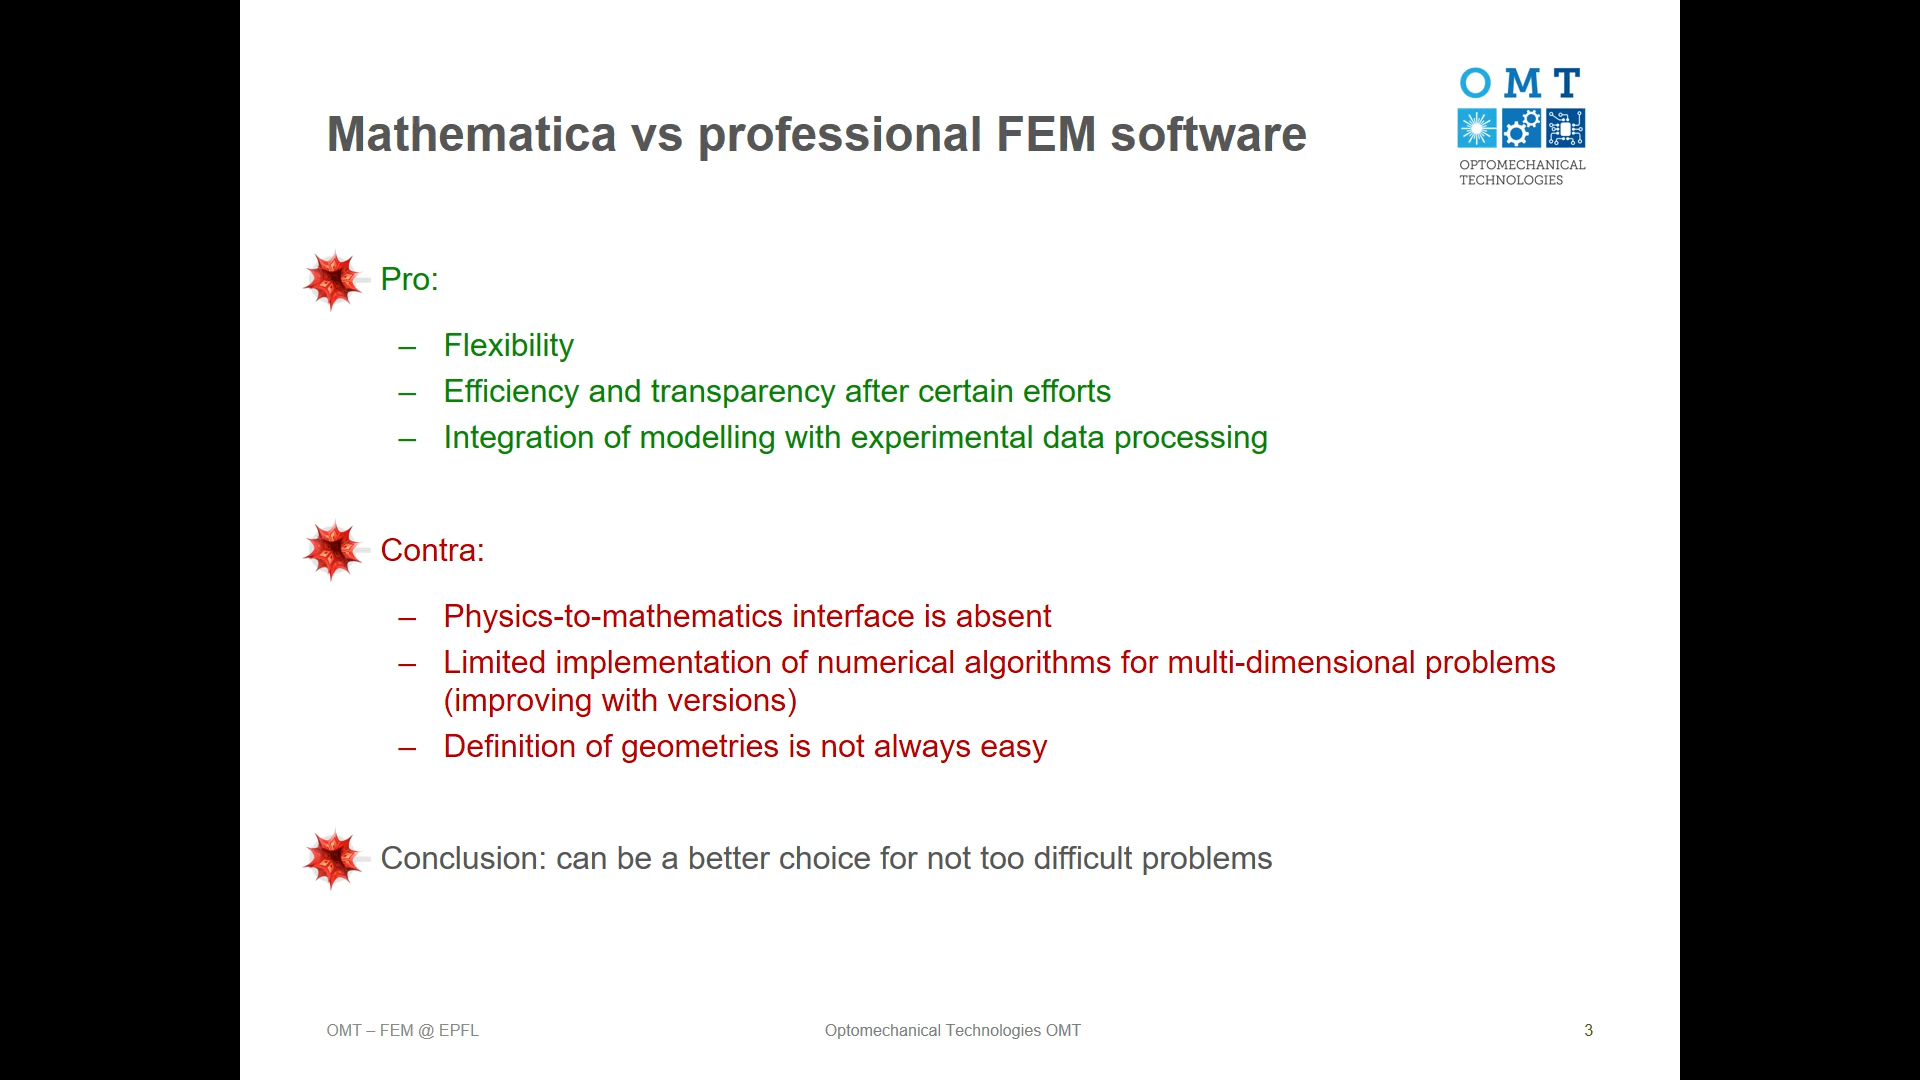 O M T
OPTOMECHANICAL
TECHNOLOGIES
Mathematica vs professional FEM software
Pro:
– Flexibility
– Efficiency and transparency after certain efforts
– Integration of modelling with experimental data processing
Contra:
– Physics-to-mathematics interface is absent
– Limited implementation of numerical algorithms for multi-dimensional problems
(improving with versions)
– Definition of geometries is not always easy
Conclusion: can be a better choice for not too difficult problems
OMT – FEM @ EPFL
Optomechanical Technologies OMT
3